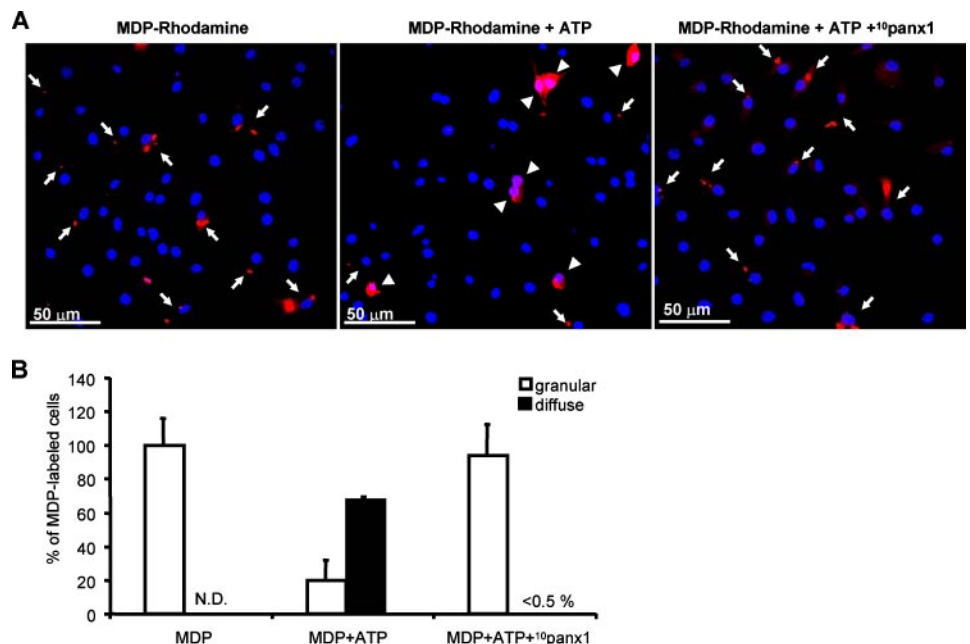 A
MDP-Rhodamine
MDP-Rhodamine + ATP
MDP-Rhodamine + ATP +¹⁰panx1
50 μm
50 μm
50 μm
B
% of MDP-labeled cells
140
120
100
80
60
40
20
0
granular
diffuse
N.D.
<0.5 %
MDP
MDP+ATP
MDP+ATP+¹⁰panx1